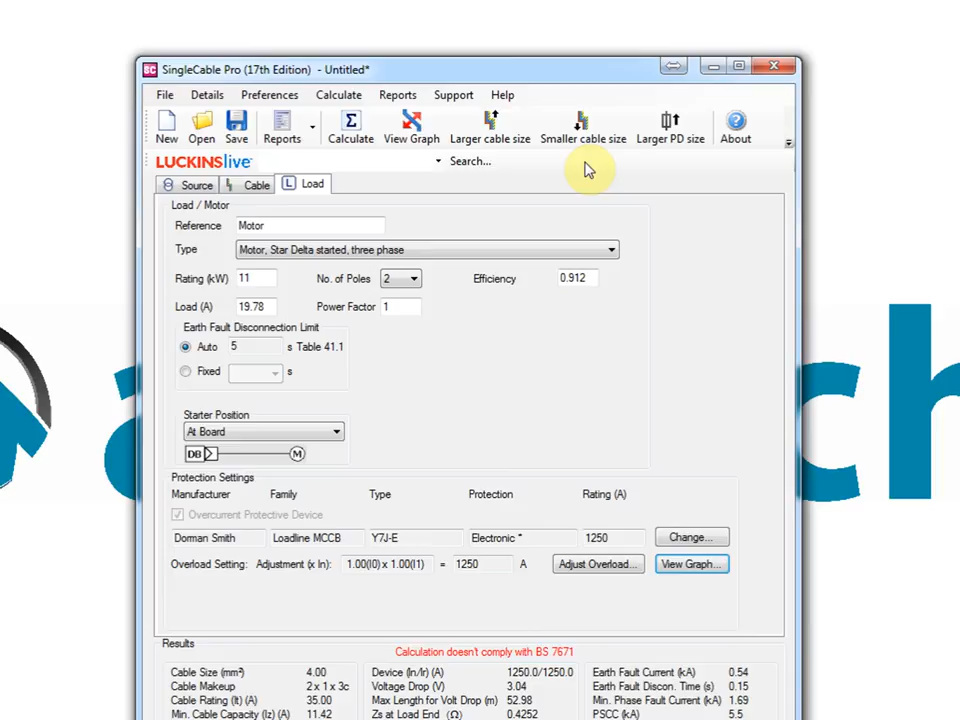 SC SingleCable Pro (17th Edition) - Untitled*
File Details Preferences Calculate Reports Support Help
Σ ?
New Open Save Reports Calculate View Graph Larger cable size Smaller cable size Larger PD size About
LUCKINSlive Search...
Source Cable L Load
Load / Motor
Reference Motor
Type Motor, Star Delta started, three phase
Rating (kW) 11 No. of Poles 2 Efficiency 0.912
Load (A) 19.78 Power Factor 1
Earth Fault Disconnection Limit
Auto 5 s Table 41.1
Fixed s
Starter Position
At Board
DB M
Protection Settings
Manufacturer Family Type Protection Rating (A)
Overcurrent Protective Device
Dorman Smith Loadline MCCB Y7J-E Electronic * 1250 Change...
Overload Setting: Adjustment (x In): 1.00(I0) x 1.00(I1) = 1250 A Adjust Overload... View Graph...
Results
Calculation doesn't comply with BS 7671
Cable Size (mm²) 4.00 Device (In/Ir) (A) 1250.0/1250.0 Earth Fault Current (kA) 0.54
Cable Makeup 2 x 1 x 3c Voltage Drop (V) 3.04 Earth Fault Discon. Time (s) 0.15
Cable Rating (It) (A) 35.00 Max Length for Volt Drop (m) 52.98 Min. Phase Fault Current (kA) 1.69
Min. Cable Capacity (Iz) (A) 11.42 Zs at Load End (Ω) 0.4252 PSCC (kA) 5.5